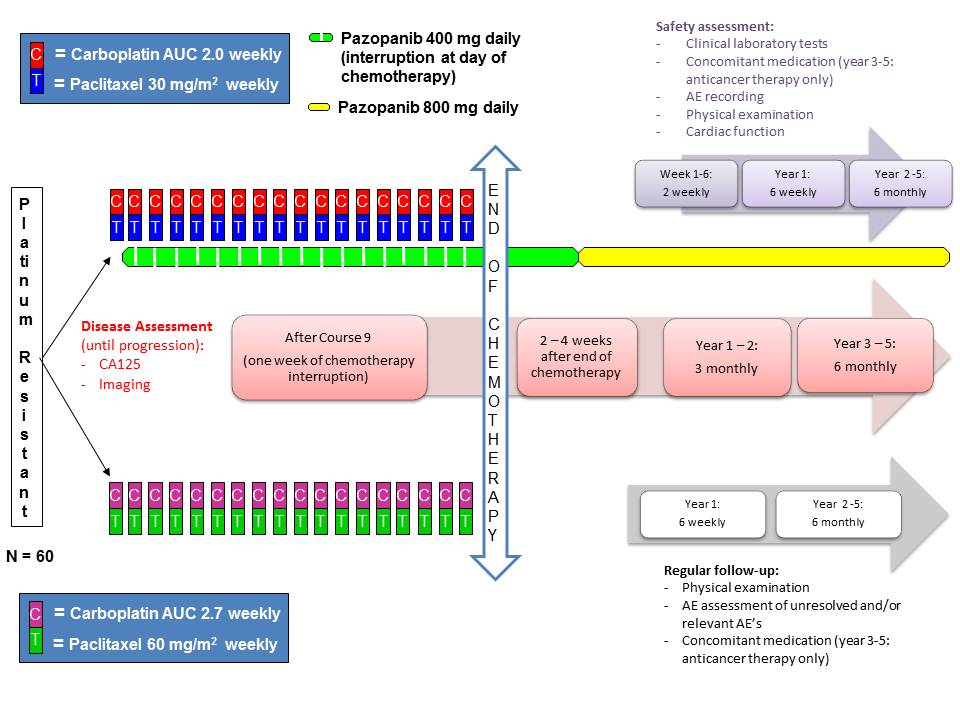 C = Carboplatin AUC 2.0 weekly
T = Paclitaxel 30 mg/m2 weekly
Pazopanib 400 mg daily
(interruption at day of
chemotherapy)
Pazopanib 800 mg daily
Safety assessment:
- Clinical laboratory tests
- Concomitant medication (year 3-5:
anticancer therapy only)
- AE recording
- Physical examination
- Cardiac function
Week 1-6:
2 weekly
Year 1:
6 weekly
Year 2 -5:
6 monthly
Platinum Resistant
C C C C C C C C C C C C C C C C C C
T T T T T T T T T T T T T T T T T T
END OF CHEMOTHERAPY
Disease Assessment
(until progression):
- CA125
- Imaging
After Course 9
(one week of chemotherapy
interruption)
2 – 4 weeks
after end of
chemotherapy
Year 1 – 2:
3 monthly
Year 3 – 5:
6 monthly
C C C C C C C C C C C C C C C C C C
T T T T T T T T T T T T T T T T T T
Year 1:
6 weekly
Year 2 -5:
6 monthly
N = 60
Regular follow-up:
- Physical examination
- AE assessment of unresolved and/or
relevant AE's
- Concomitant medication (year 3-5:
anticancer therapy only)
C = Carboplatin AUC 2.7 weekly
T = Paclitaxel 60 mg/m2 weekly